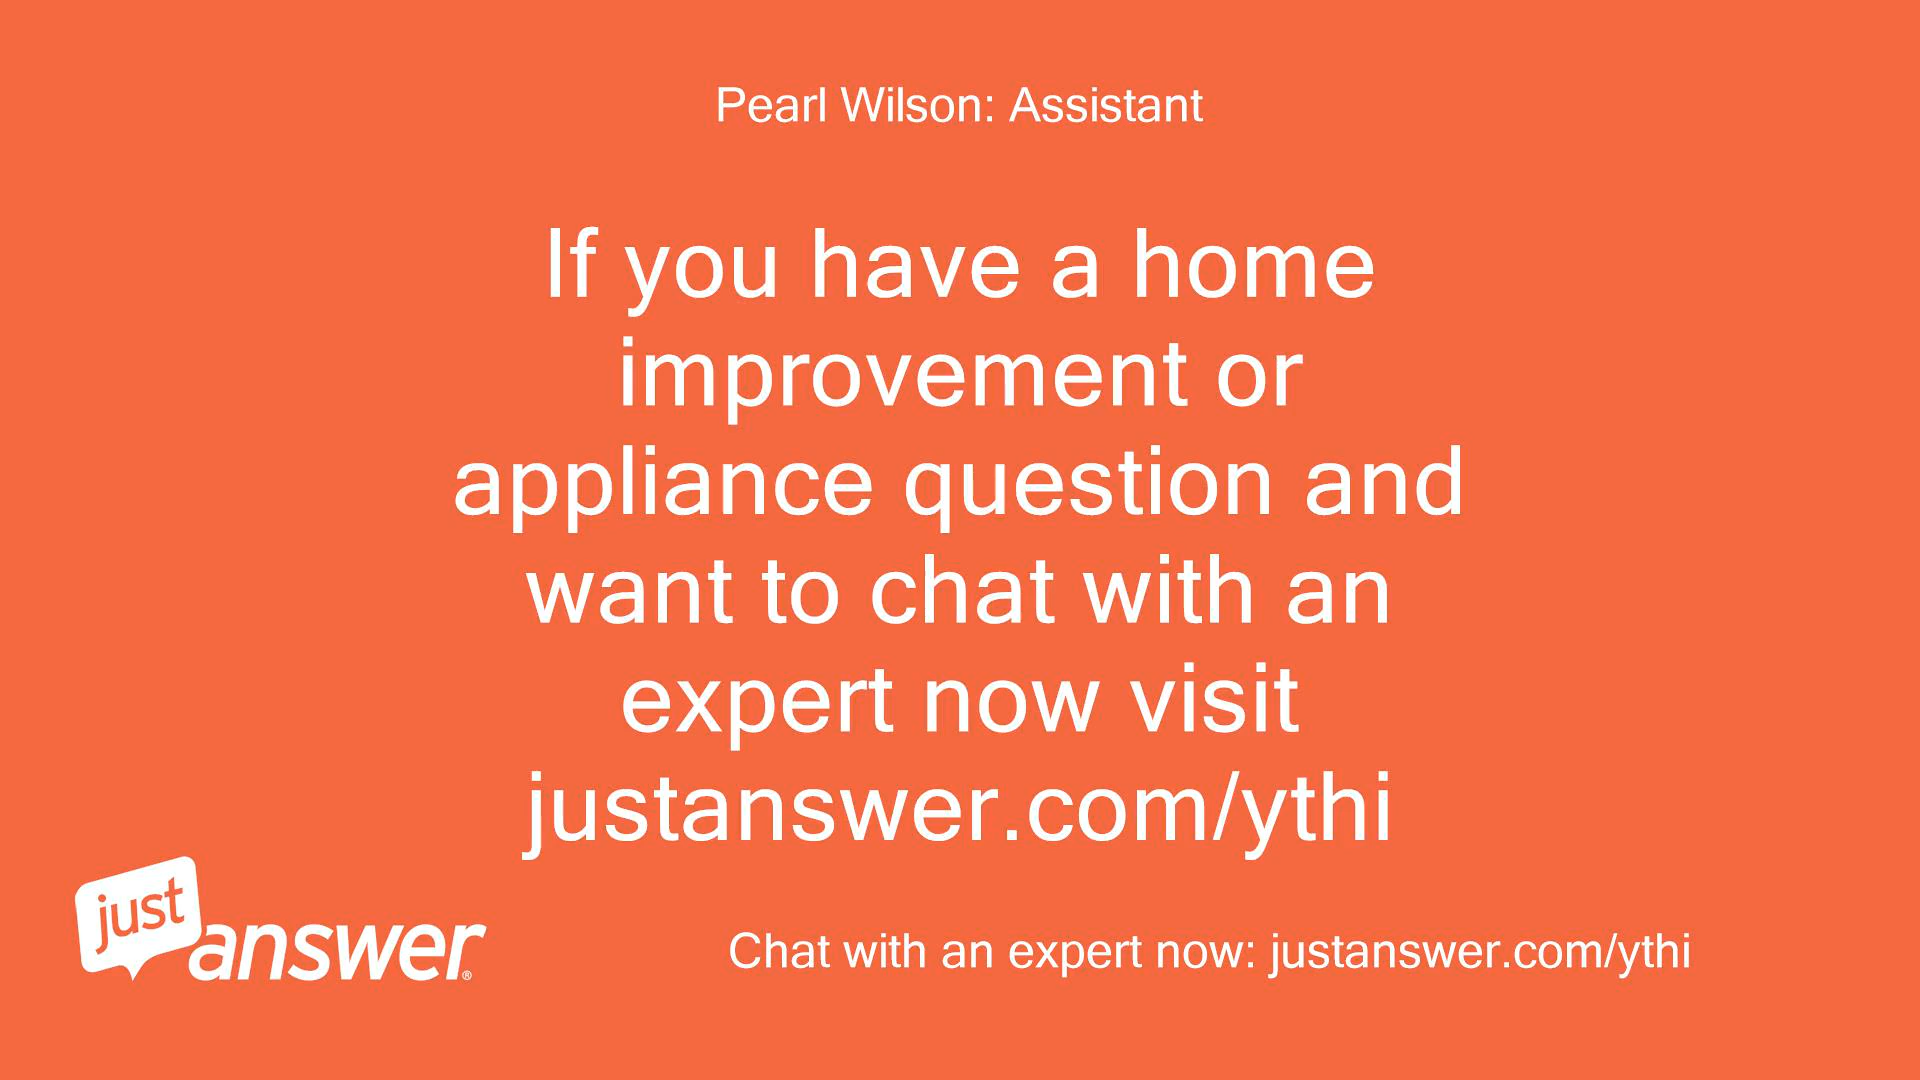 Pearl Wilson: Assistant
If you have a home
improvement or
appliance question and
want to chat with an
expert now visit
justanswer.com/ythi
just
answer®
Chat with an expert now: justanswer.com/ythi